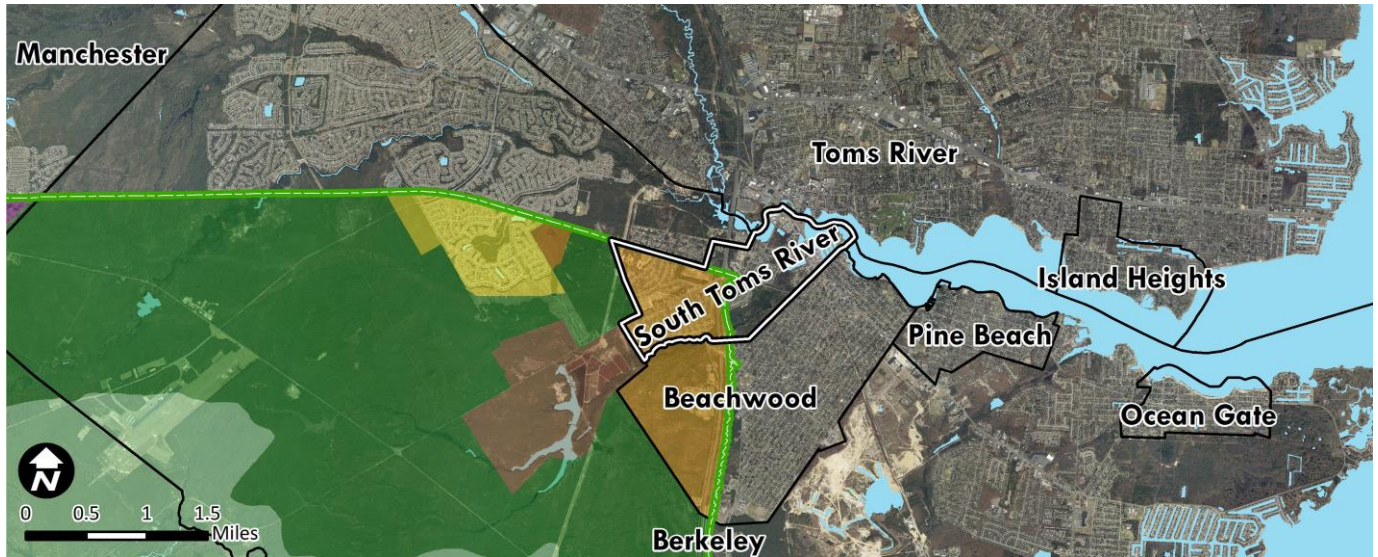 Manchester
Toms River
South Toms River
Island Heights
Pine Beach
Beachwood
Ocean Gate
N
0 0.5 1 1.5
Miles
Berkeley